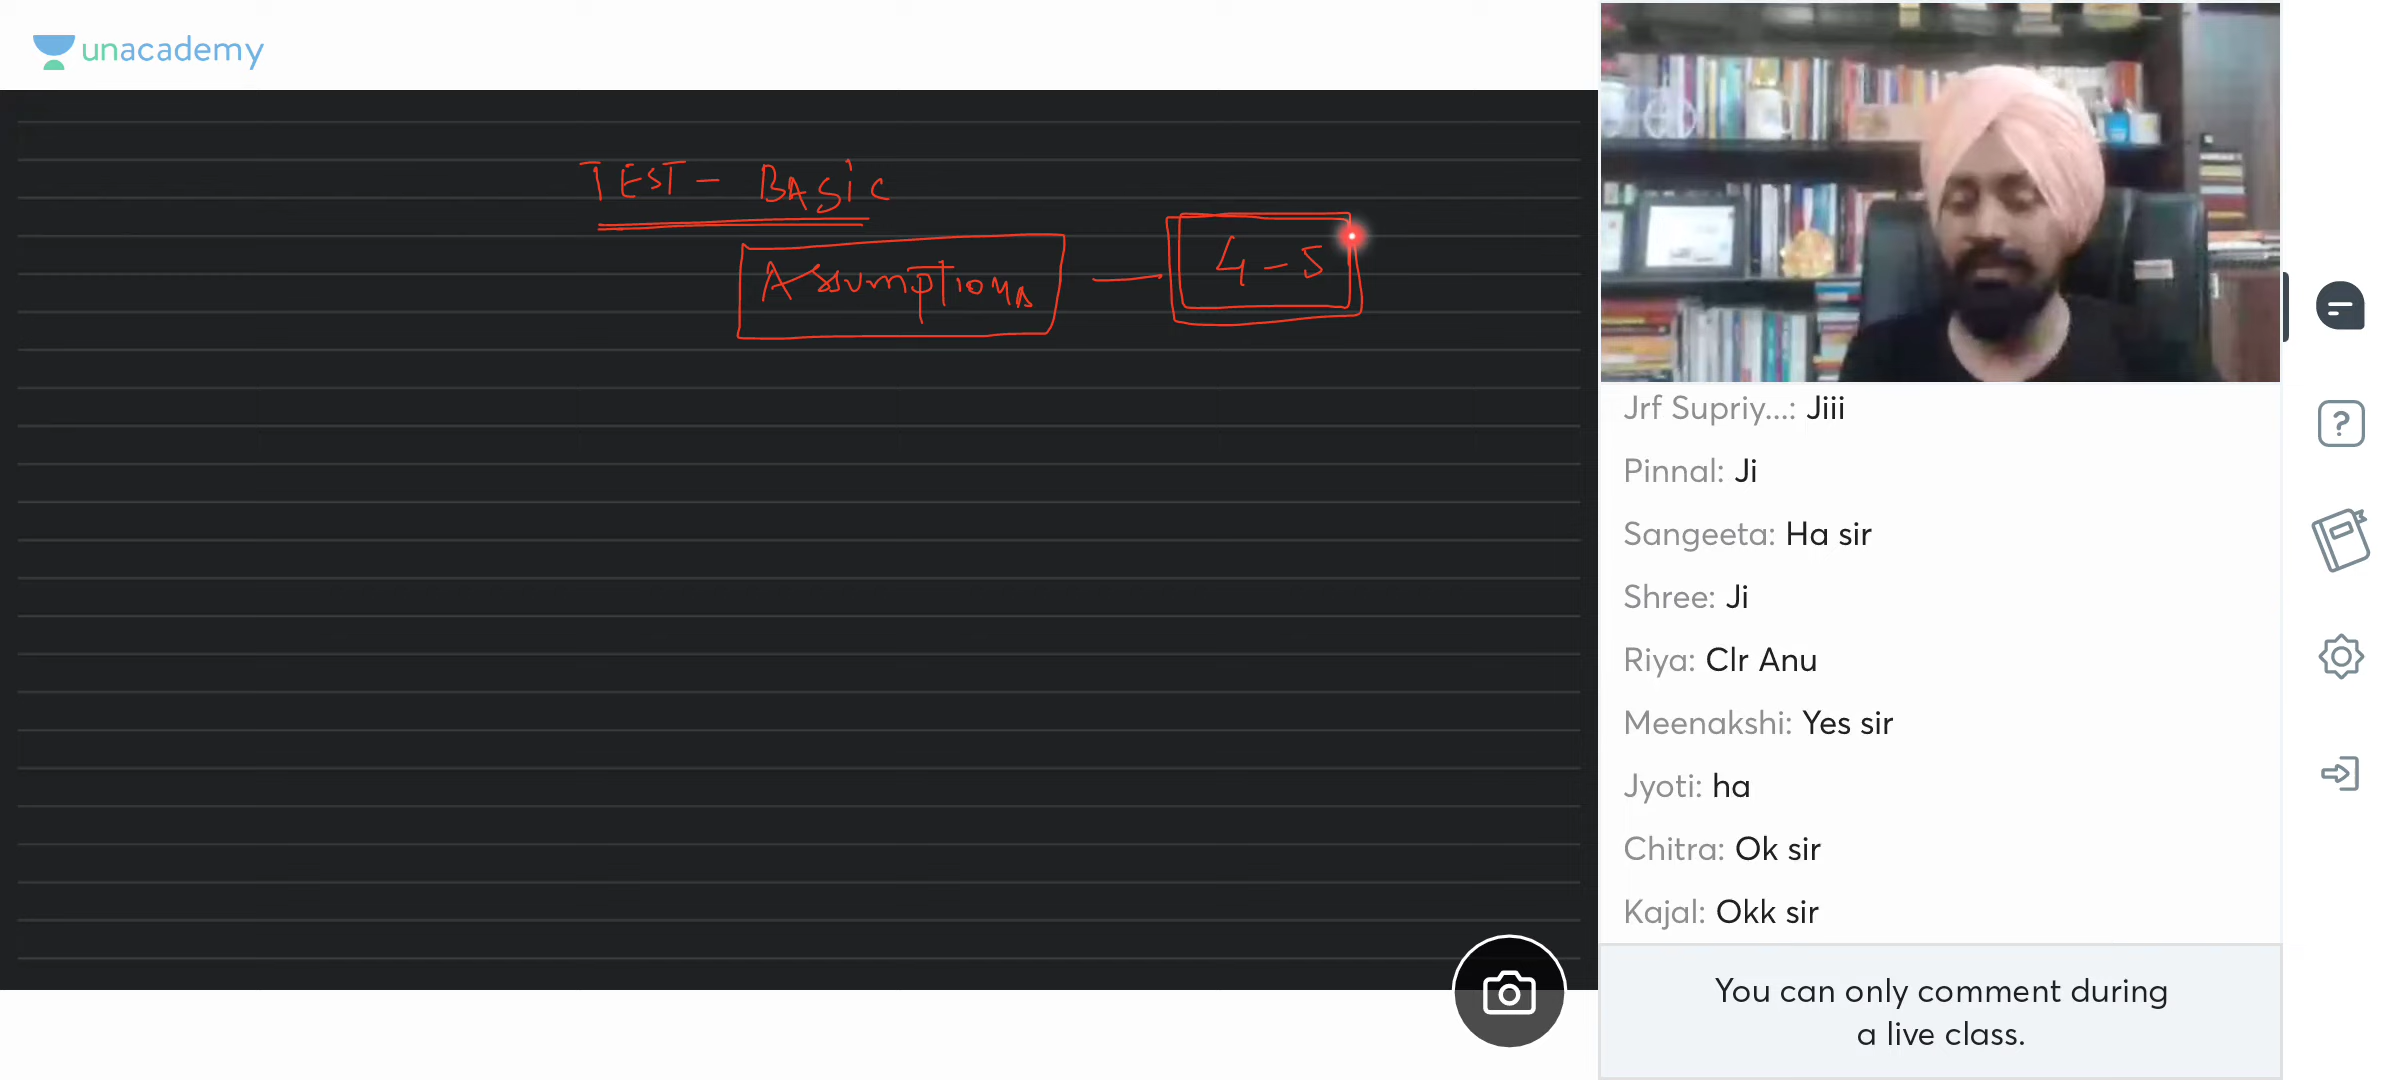 unacademy
TEST - BASIC
Assumptions — 4-5
Jrf Supriy...: Jiii
Pinnal: Ji
Sangeeta: Ha sir
Shree: Ji
Riya: Clr Anu
Meenakshi: Yes sir
Jyoti: ha
Chitra: Ok sir
Kajal: Okk sir
You can only comment during
a live class.